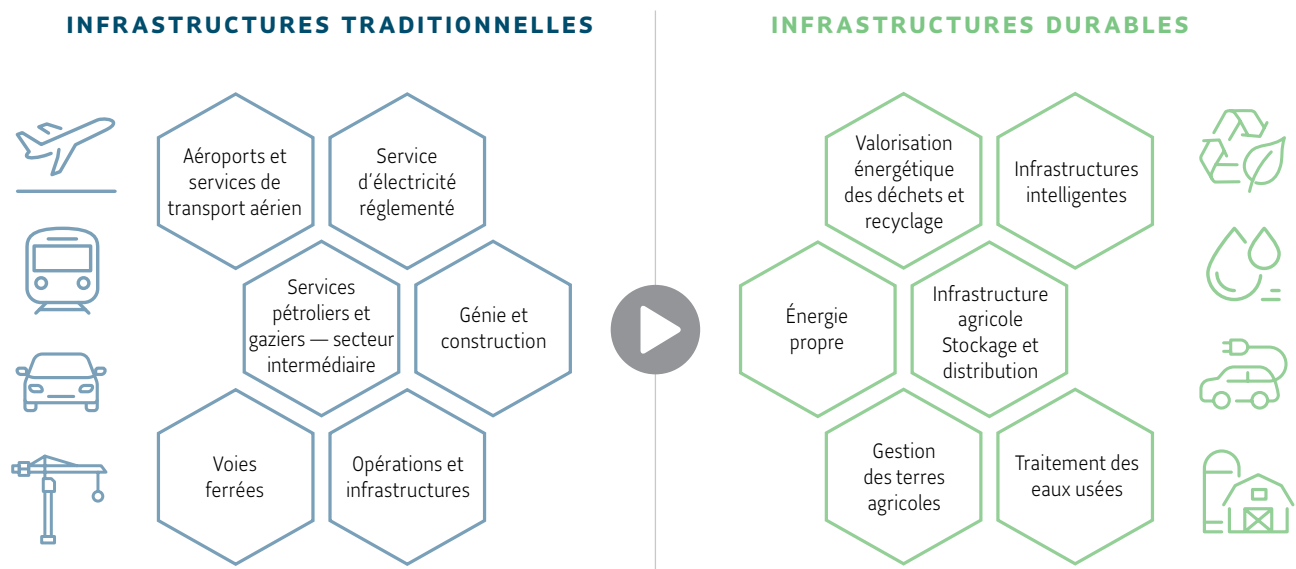 INFRASTRUCTURES TRADITIONNELLES
Aéroports et
services de
transport aérien
Service
d'électricité
réglementé
Services
pétroliers et
gaziers — secteur
intermédiaire
Génie et
construction
Voies
ferrées
Opérations et
infrastructures
INFRASTRUCTURES DURABLES
Valorisation
énergétique
des déchets et
recyclage
Infrastructures
intelligentes
Énergie
propre
Infrastructure
agricole
Stockage et
distribution
Gestion
des terres
agricoles
Traitement des
eaux usées